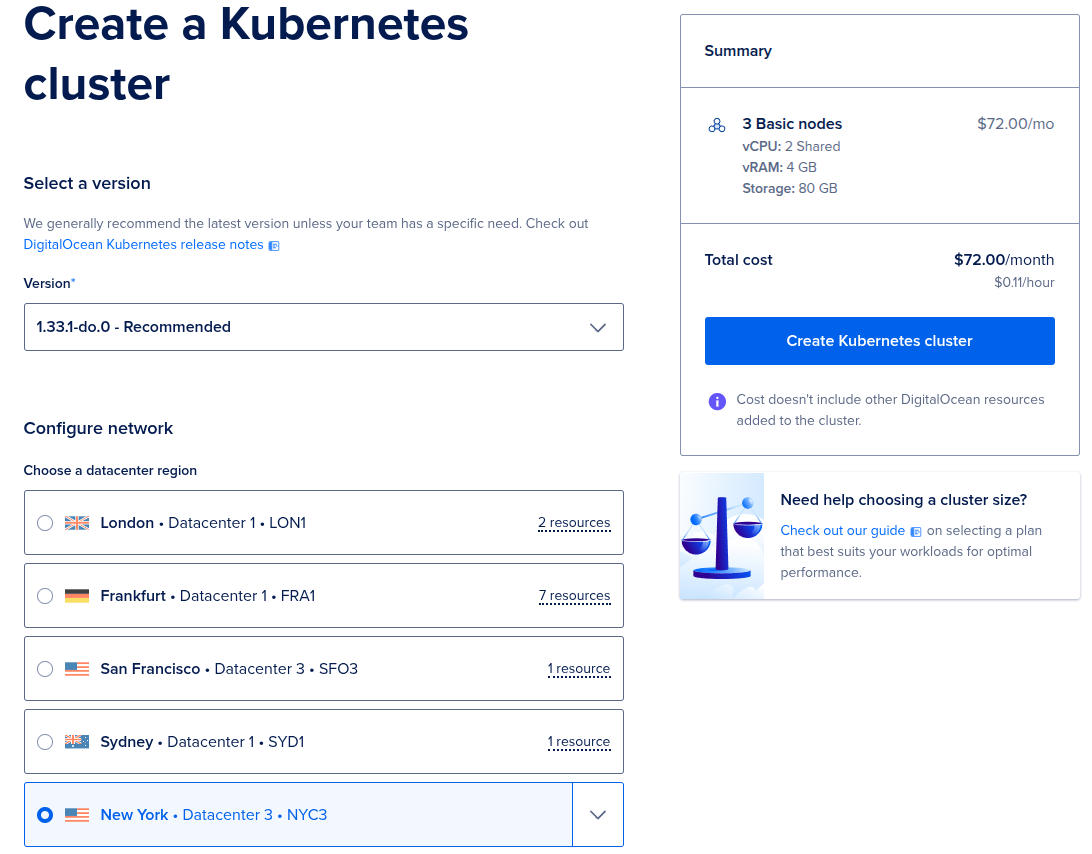 Create a Kubernetes
cluster
Select a version
We generally recommend the latest version unless your team has a specific need. Check out
DigitalOcean Kubernetes release notes
Version*
1.33.1-do.0 - Recommended
Configure network
Choose a datacenter region
London • Datacenter 1 • LON1
2 resources
Frankfurt • Datacenter 1 • FRA1
7 resources
San Francisco • Datacenter 3 • SFO3
1 resource
Sydney • Datacenter 1 • SYD1
1 resource
New York • Datacenter 3 • NYC3
Summary
3 Basic nodes
$72.00/mo
vCPU: 2 Shared
vRAM: 4 GB
Storage: 80 GB
Total cost
$72.00/month
$0.11/hour
Create Kubernetes cluster
Cost doesn't include other DigitalOcean resources
added to the cluster.
Need help choosing a cluster size?
Check out our guide on selecting a plan
that best suits your workloads for optimal
performance.